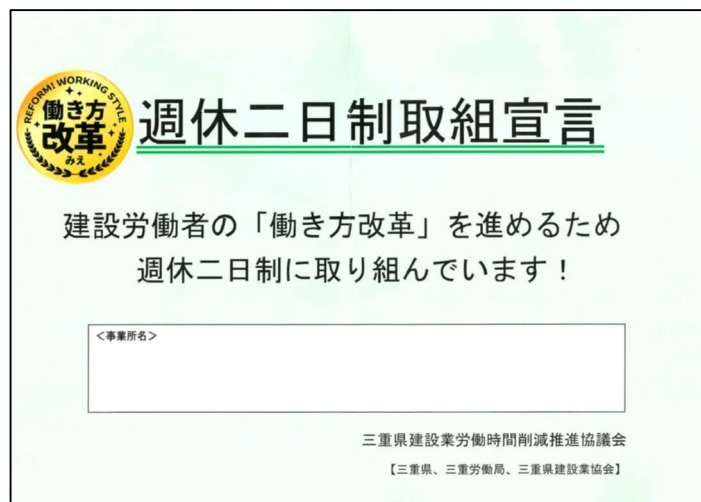 REFORM! WORKING STYLE
働き方
改革
みえ
週休二日制取組宣言
建設労働者の「働き方改革」を進めるため
週休二日制に取り組んでいます！
＜事業所名＞
三重県建設業労働時間削減推進協議会
【三重県、三重労働局、三重県建設業協会】